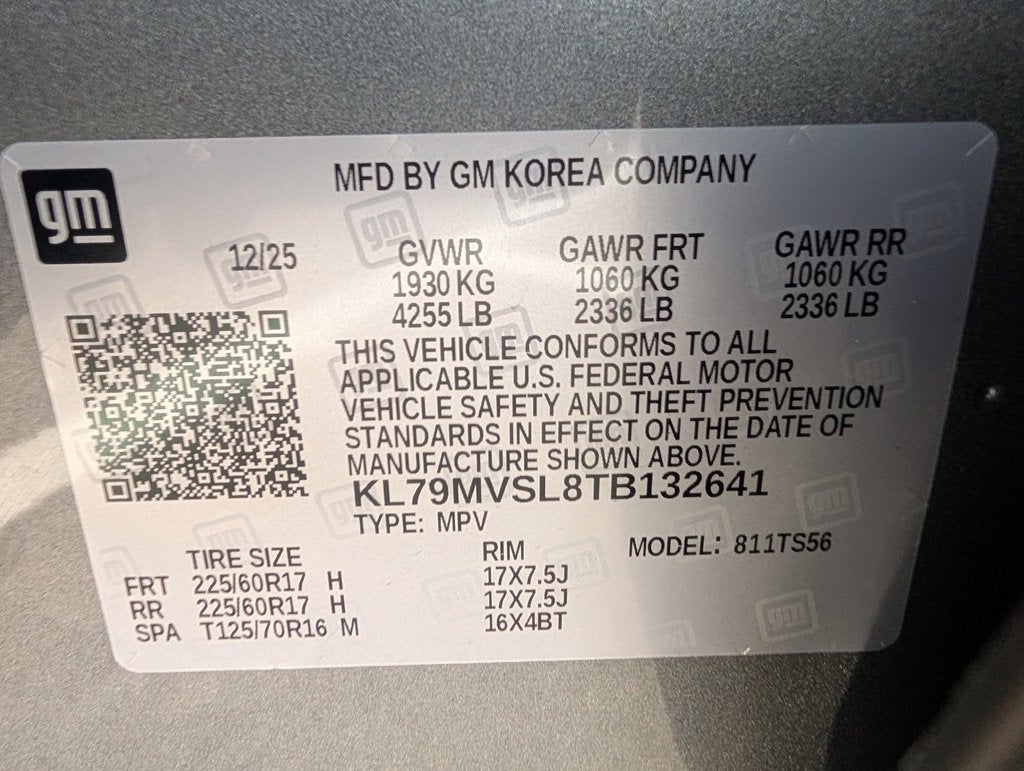 gm
MFD BY GM KOREA COMPANY
12/25 GVWR GAWR FRT GAWR RR
1930 KG 1060 KG 1060 KG
4255 LB 2336 LB 2336 LB
THIS VEHICLE CONFORMS TO ALL
APPLICABLE U.S. FEDERAL MOTOR
VEHICLE SAFETY AND THEFT PREVENTION
STANDARDS IN EFFECT ON THE DATE OF
MANUFACTURE SHOWN ABOVE.
KL79MVSL8TB132641
TYPE: MPV
TIRE SIZE RIM MODEL: 811TS56
FRT 225/60R17 H 17X7.5J
RR 225/60R17 H 17X7.5J
SPA T125/70R16 M 16X4BT